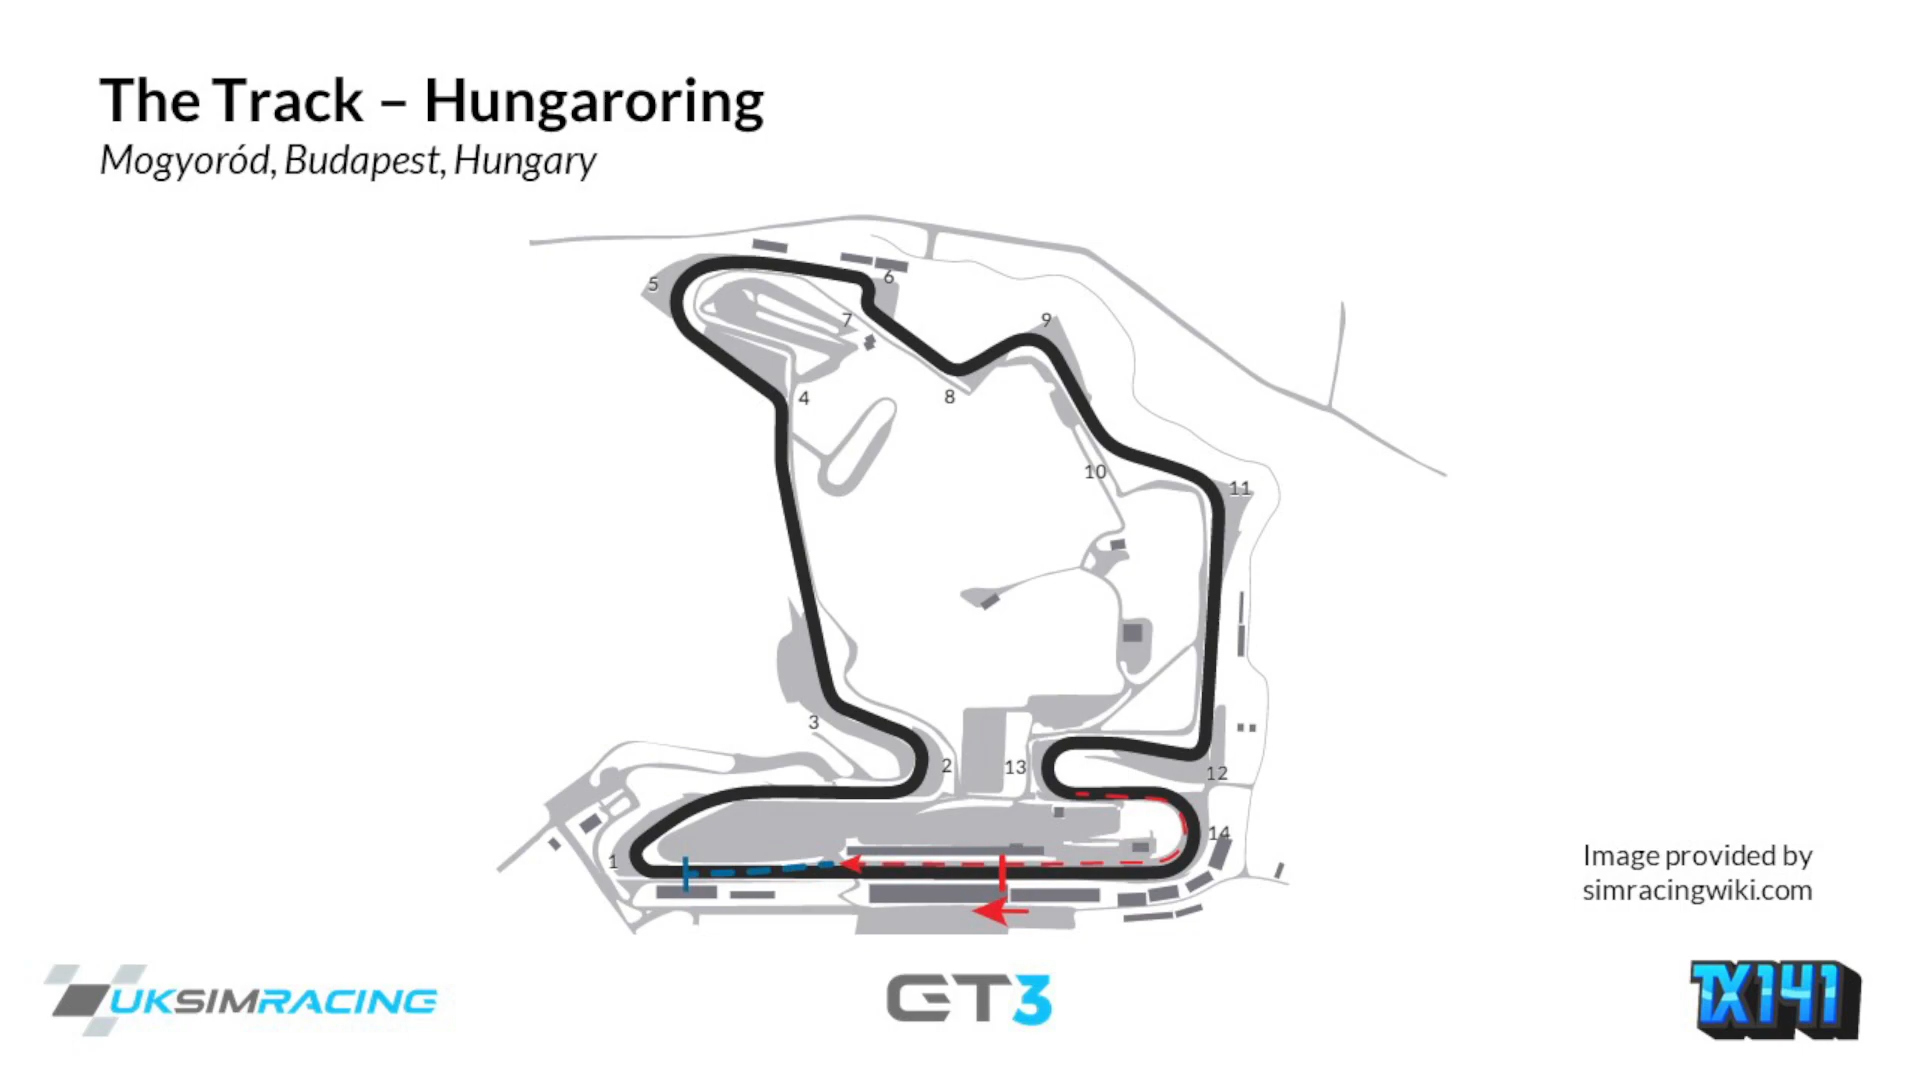 The Track – Hungaroring
Mogyoród, Budapest, Hungary
5
6
7
9
4
8
10
11
3
2
13
12
14
1
Image provided by
simracingwiki.com
UKSIMRACING
GT3
TX141